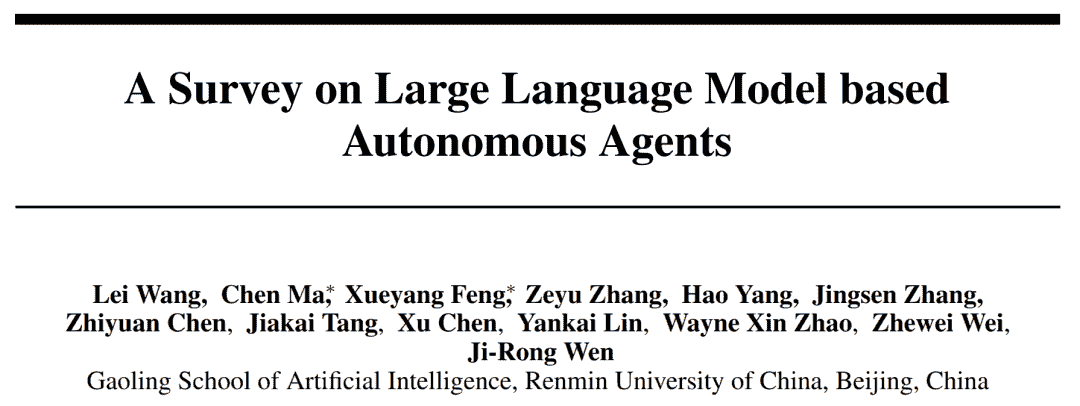 A Survey on Large Language Model based
Autonomous Agents
Lei Wang, Chen Ma,* Xueyang Feng,* Zeyu Zhang, Hao Yang, Jingsen Zhang,
Zhiyuan Chen, Jiakai Tang, Xu Chen, Yankai Lin, Wayne Xin Zhao, Zhewei Wei,
Ji-Rong Wen
Gaoling School of Artificial Intelligence, Renmin University of China, Beijing, China